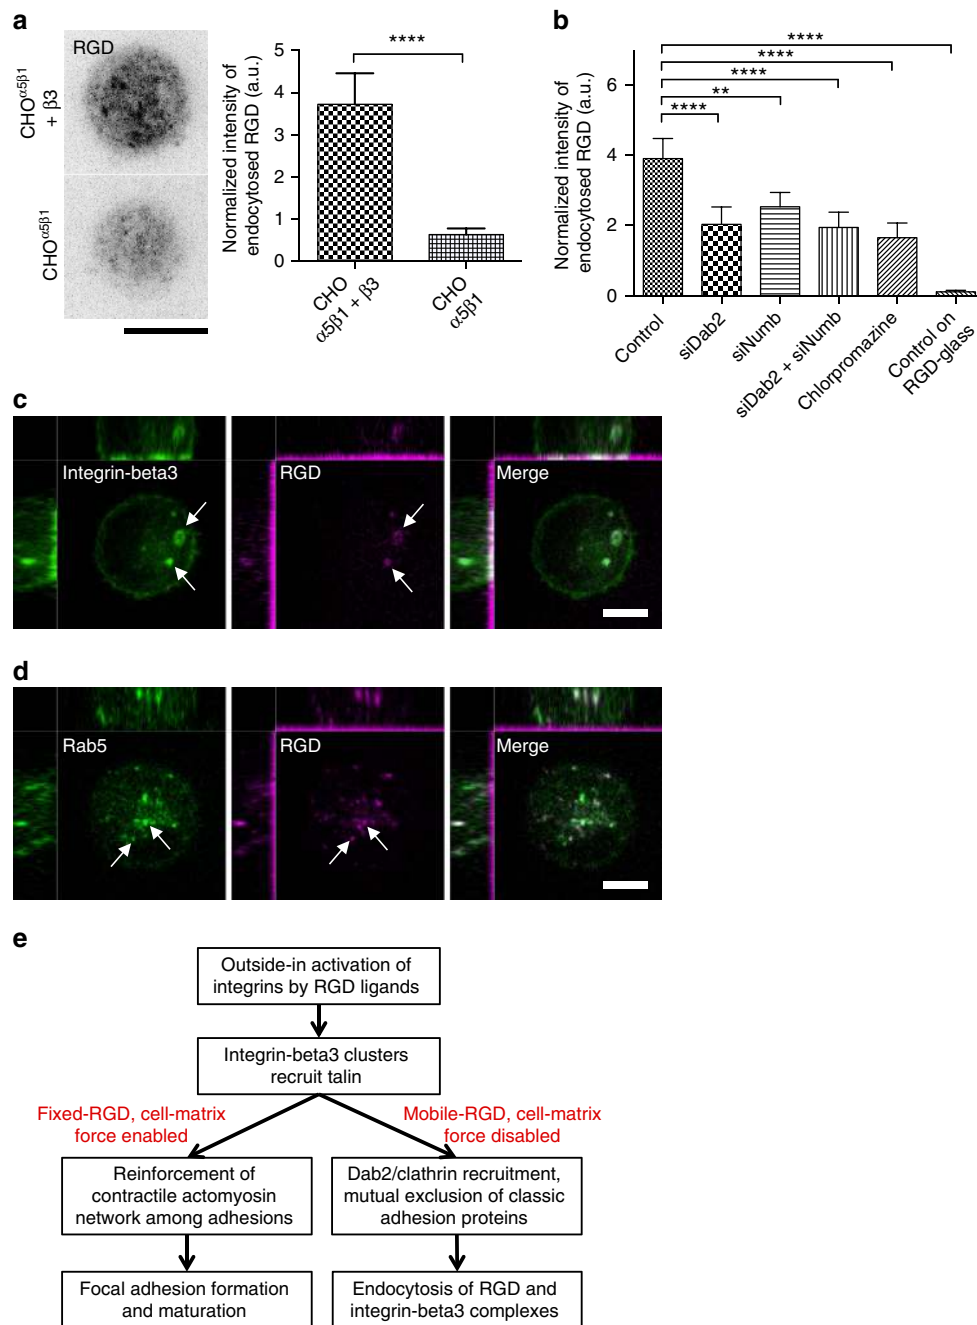 a
RGD
CHOα5β1
+ β3
CHOα5β1
Normalized intensity of
endocytosed RGD (a.u.)
5
4
3
2
1
0
****
CHO
α5β1 + β3
CHO
α5β1
b
Normalized intensity of
endocytosed RGD (a.u.)
6
4
2
0
****
****
****
**
****
Control
siDab2
siNumb
siDab2 + siNumb
Chlorpromazine
Control on
RGD-glass
c
Integrin-beta3
RGD
Merge
d
Rab5
RGD
Merge
e
Outside-in activation of
integrins by RGD ligands
Integrin-beta3 clusters
recruit talin
Fixed-RGD, cell-matrix
force enabled
Mobile-RGD, cell-matrix
force disabled
Reinforcement of
contractile actomyosin
network among adhesions
Dab2/clathrin recruitment,
mutual exclusion of classic
adhesion proteins
Focal adhesion formation
and maturation
Endocytosis of RGD and
integrin-beta3 complexes